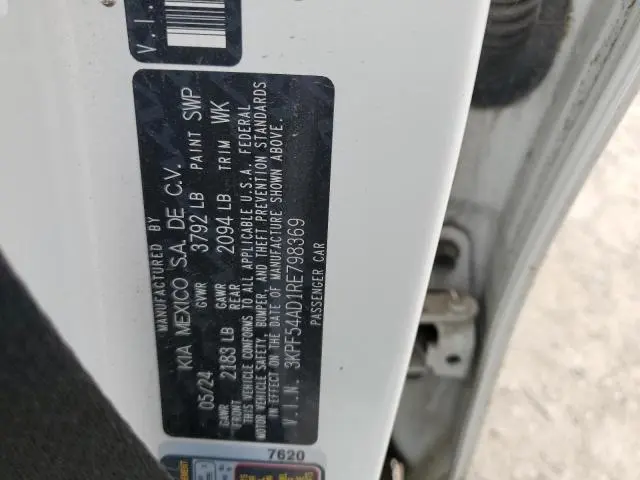 V.I.
MANUFACTURED BY
KIA MEXICO S.A. DE C.V.
05/24 GVWR 3792 LB PAINT SWP
GAWR FRONT 2183 LB GAWR REAR 2094 LB TRIM WK
THIS VEHICLE CONFORMS TO ALL APPLICABLE U.S.A. FEDERAL
MOTOR VEHICLE SAFETY, BUMPER, AND THEFT PREVENTION STANDARDS
IN EFFECT ON THE DATE OF MANUFACTURE SHOWN ABOVE.
V.I.N. 3KPF54AD1RE798369
PASSENGER CAR
7620